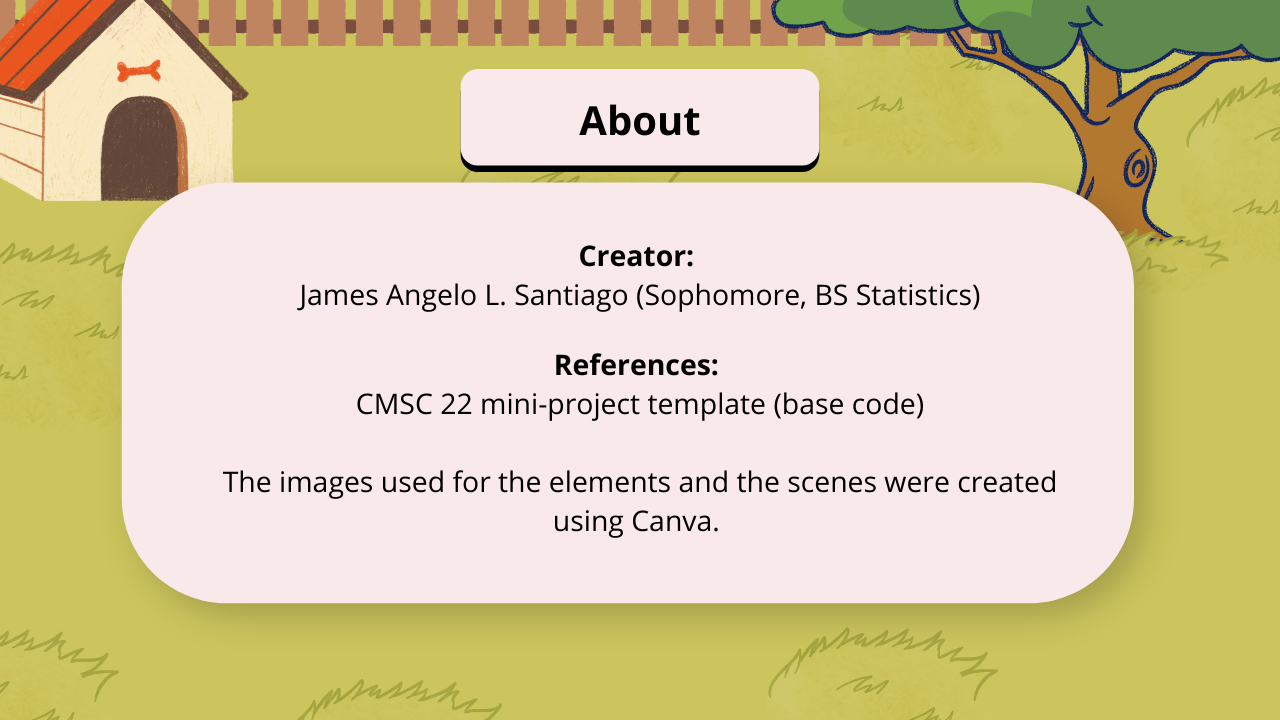 About
Creator:
James Angelo L. Santiago (Sophomore, BS Statistics)
References:
CMSC 22 mini-project template (base code)
The images used for the elements and the scenes were created
using Canva.